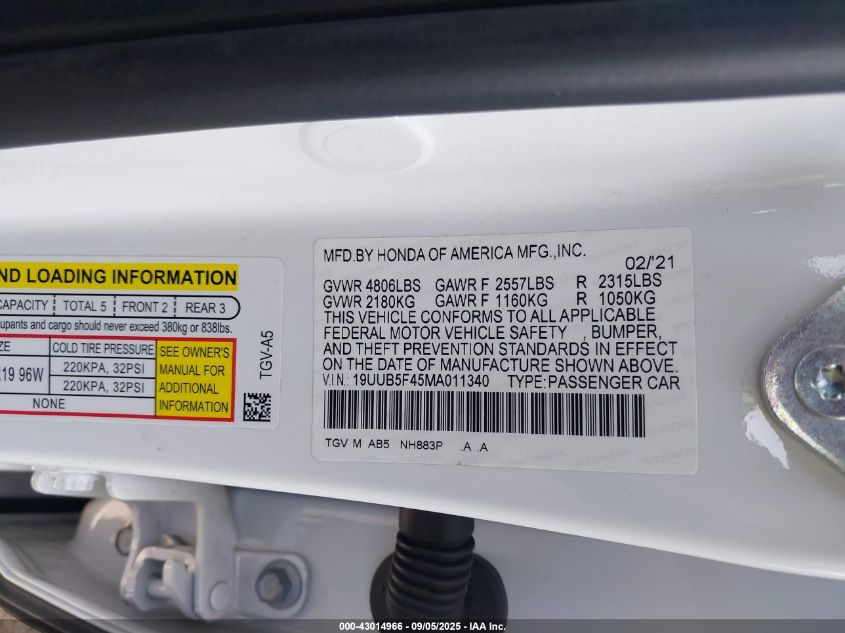 ND LOADING INFORMATION
CAPACITY TOTAL 5 FRONT 2 REAR 3
upants and cargo should never exceed 380kg or 838lbs.
ZE COLD TIRE PRESSURE SEE OWNER'S MANUAL FOR ADDITIONAL INFORMATION
R19 96W 220KPA, 32PSI
220KPA, 32PSI
NONE
TGV-A5
MFD.BY HONDA OF AMERICA MFG.,INC.
02/'21
GVWR 4806LBS GAWR F 2557LBS R 2315LBS
GVWR 2180KG GAWR F 1160KG R 1050KG
THIS VEHICLE CONFORMS TO ALL APPLICABLE
FEDERAL MOTOR VEHICLE SAFETY , BUMPER,
AND THEFT PREVENTION STANDARDS IN EFFECT
ON THE DATE OF MANUFACTURE SHOWN ABOVE.
V.I.N.: 19UUB5F45MA011340 TYPE:PASSENGER CAR
TGV M AB5 NH883P .A .A
000-43014966 - 09/05/2025 - IAA Inc.